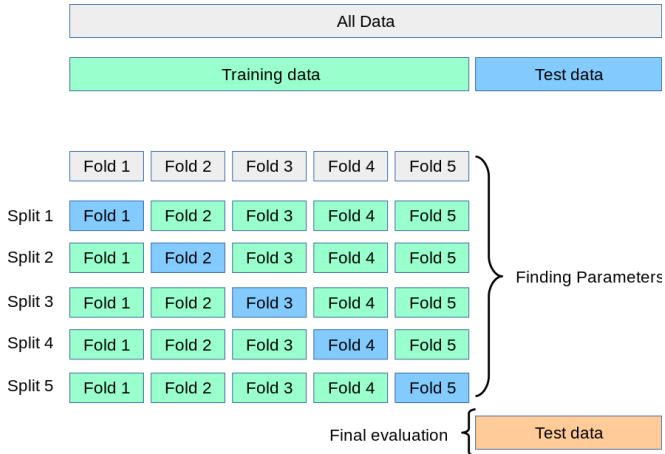 All Data
Training data Test data
Fold 1 Fold 2 Fold 3 Fold 4 Fold 5
Split 1 Fold 1 Fold 2 Fold 3 Fold 4 Fold 5
Split 2 Fold 1 Fold 2 Fold 3 Fold 4 Fold 5
Finding Parameters
Split 3 Fold 1 Fold 2 Fold 3 Fold 4 Fold 5
Split 4 Fold 1 Fold 2 Fold 3 Fold 4 Fold 5
Split 5 Fold 1 Fold 2 Fold 3 Fold 4 Fold 5
Final evaluation Test data